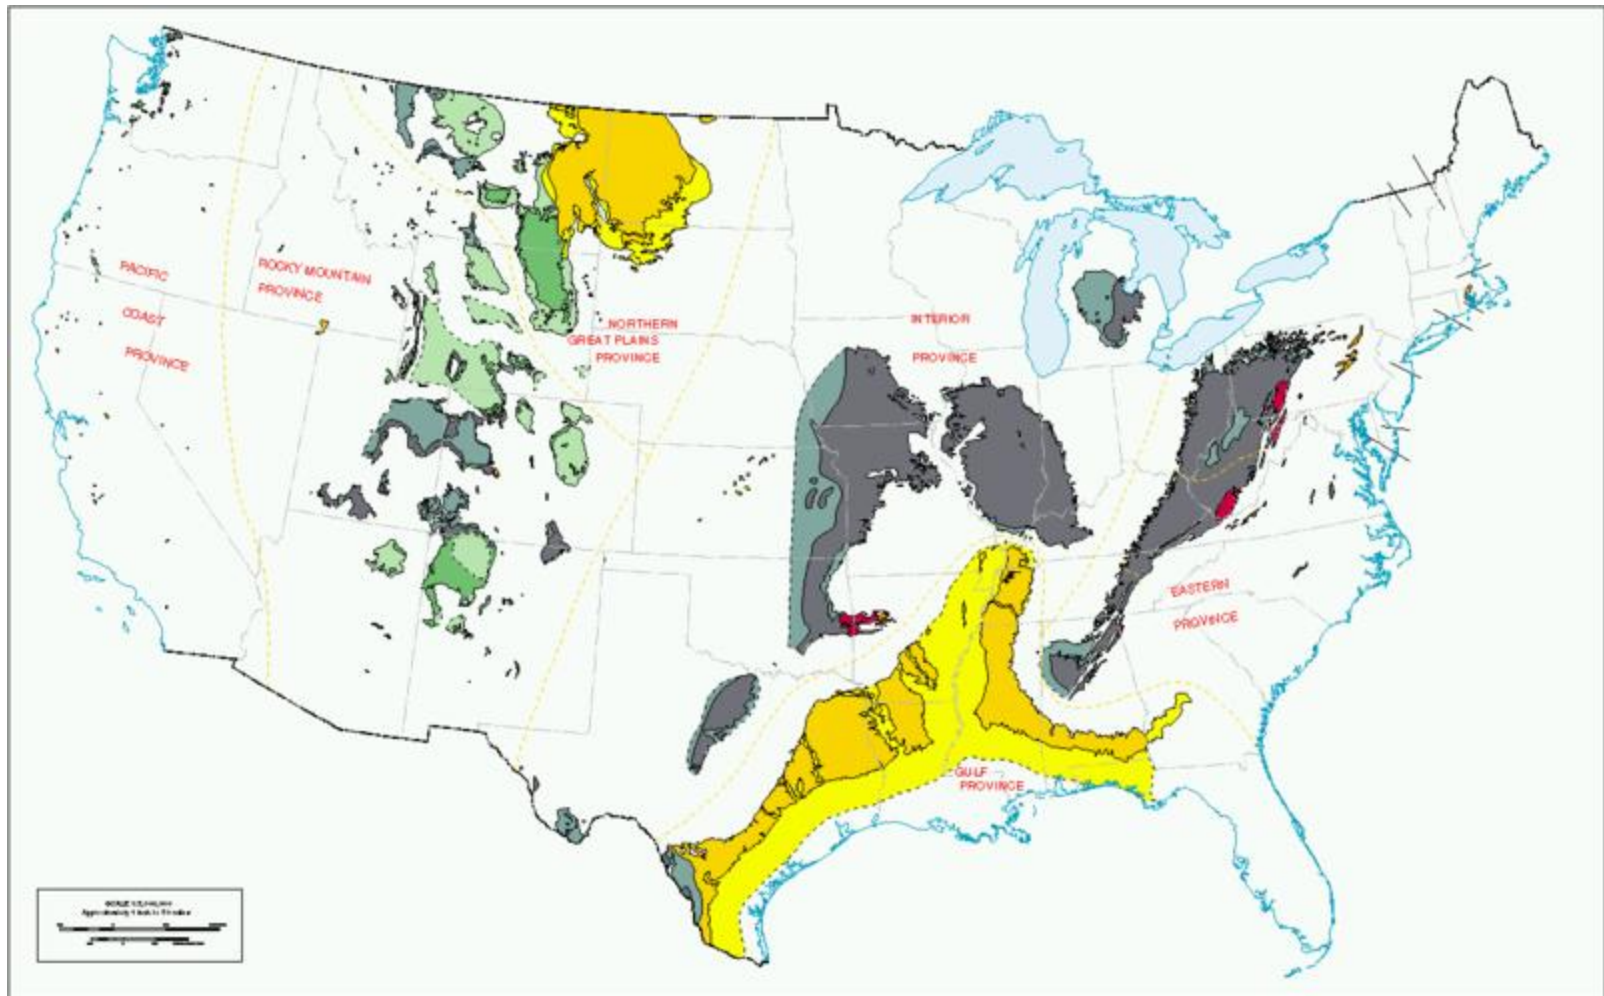 PACIFIC
COAST
PROVINCE
ROCKY MOUNTAIN
PROVINCE
NORTHERN
GREAT PLAINS
PROVINCE
INTERIOR
PROVINCE
EASTERN
PROVINCE
GULF
PROVINCE